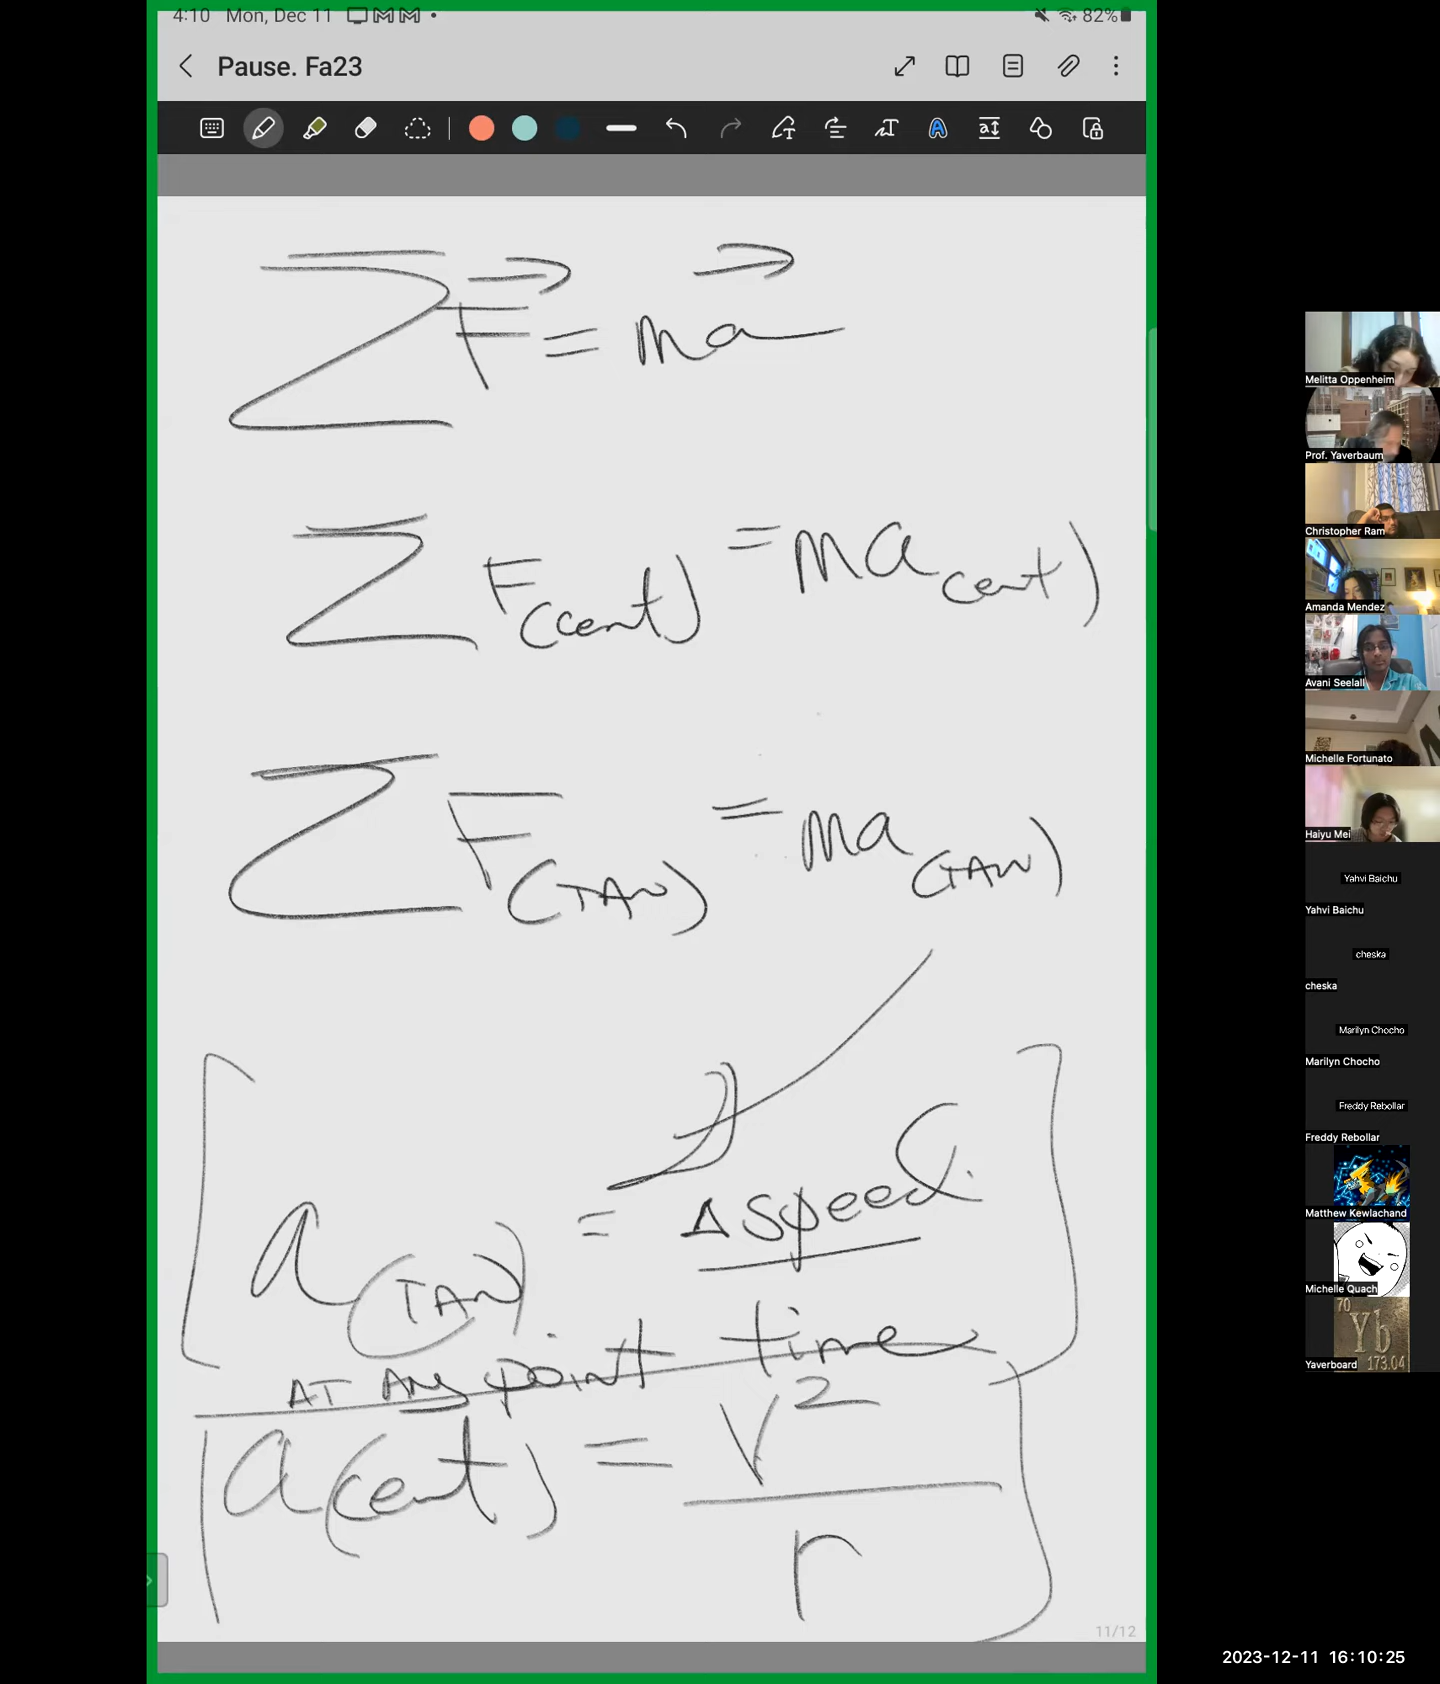 4:10 Mon, Dec 11
82%
Pause. Fa23
ΣF = ma
ΣF(cent) = ma cent)
ΣF(TAN) = ma(TAN)
a(TAN) = Δspeed
time
AT ANY point
a(cent) = v²
r
11/12
Melitta Oppenheim
Prof. Yaverbaum
Christopher Ram
Amanda Mendez
Avani Seelall
Michelle Fortunato
Haiyu Mei
Yahvi Baichu
Yahvi Baichu
cheska
cheska
Marilyn Chocho
Marilyn Chocho
Freddy Rebollar
Freddy Rebollar
Matthew Kewlachand
Michelle Quach
70
Yb
173.04
Yaverboard
2023-12-11 16:10:25